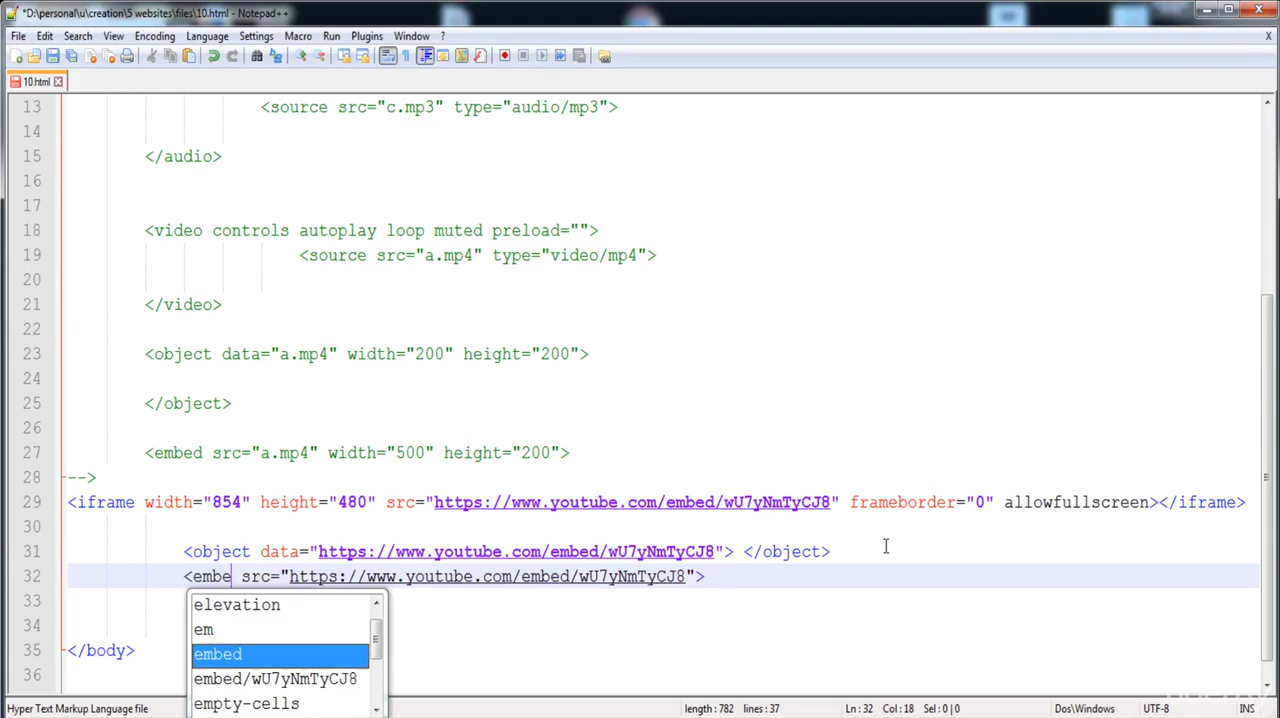 *D:\personal\u\creation\5 websites\files\10.html - Notepad++
File Edit Search View Encoding Language Settings Macro Run Plugins Window ? X
10.html
13 <source src="c.mp3" type="audio/mp3">
14
15 </audio>
16
17
18 <video controls autoplay loop muted preload="">
19 <source src="a.mp4" type="video/mp4">
20
21 </video>
22
23 <object data="a.mp4" width="200" height="200">
24
25 </object>
26
27 <embed src="a.mp4" width="500" height="200">
28 -->
29 <iframe width="854" height="480" src="https://www.youtube.com/embed/wU7yNmTyCJ8" frameborder="0" allowfullscreen></iframe>
30
31 <object data="https://www.youtube.com/embed/wU7yNmTyCJ8"> </object>
32 <embe src="https://www.youtube.com/embed/wU7yNmTyCJ8">
33
elevation
34
em
embed
35 </body>
embed/wU7yNmTyCJ8
36
empty-cells
Hyper Text Markup Language file length : 782 lines : 37 Ln : 32 Col : 18 Sel : 0 | 0 Dos\Windows UTF-8 INS